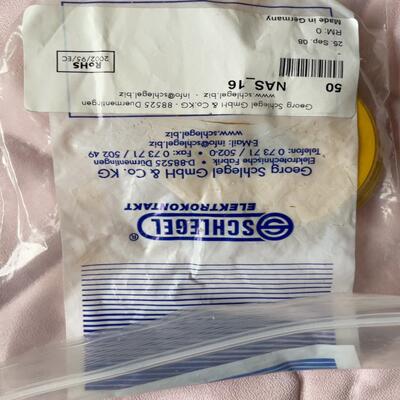 SCHLEGEL®
ELEKTROKONTAKT
Georg Schlegel GmbH & Co. KG
Elektrotechnische Fabrik • D-88525 Dürmentingen
Telefon: 0 73 71 / 502-0 • Fax: 0 73 71 / 502 49
E-Mail: info@schlegel.biz
www.schlegel.biz
Georg Schlegel GmbH & Co.KG - 88525 Duermentingen
www.schlegel.biz - info@schlegel.biz
50 NAS_16
25. Sep. 08
RM: 0
Made in Germany
RoHS
2002/95/EC